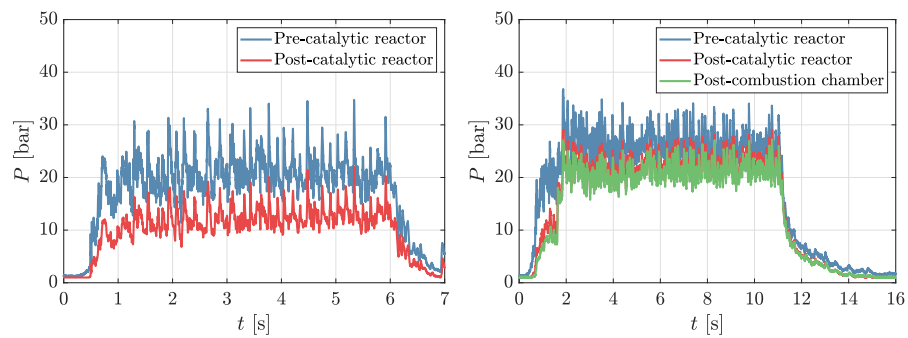 50
40
30
20
10
0
P [bar]
Pre-catalytic reactor
Post-catalytic reactor
0 1 2 3 4 5 6 7
t [s]
50
40
30
20
10
0
P [bar]
Pre-catalytic reactor
Post-catalytic reactor
Post-combustion chamber
0 2 4 6 8 10 12 14 16
t [s]